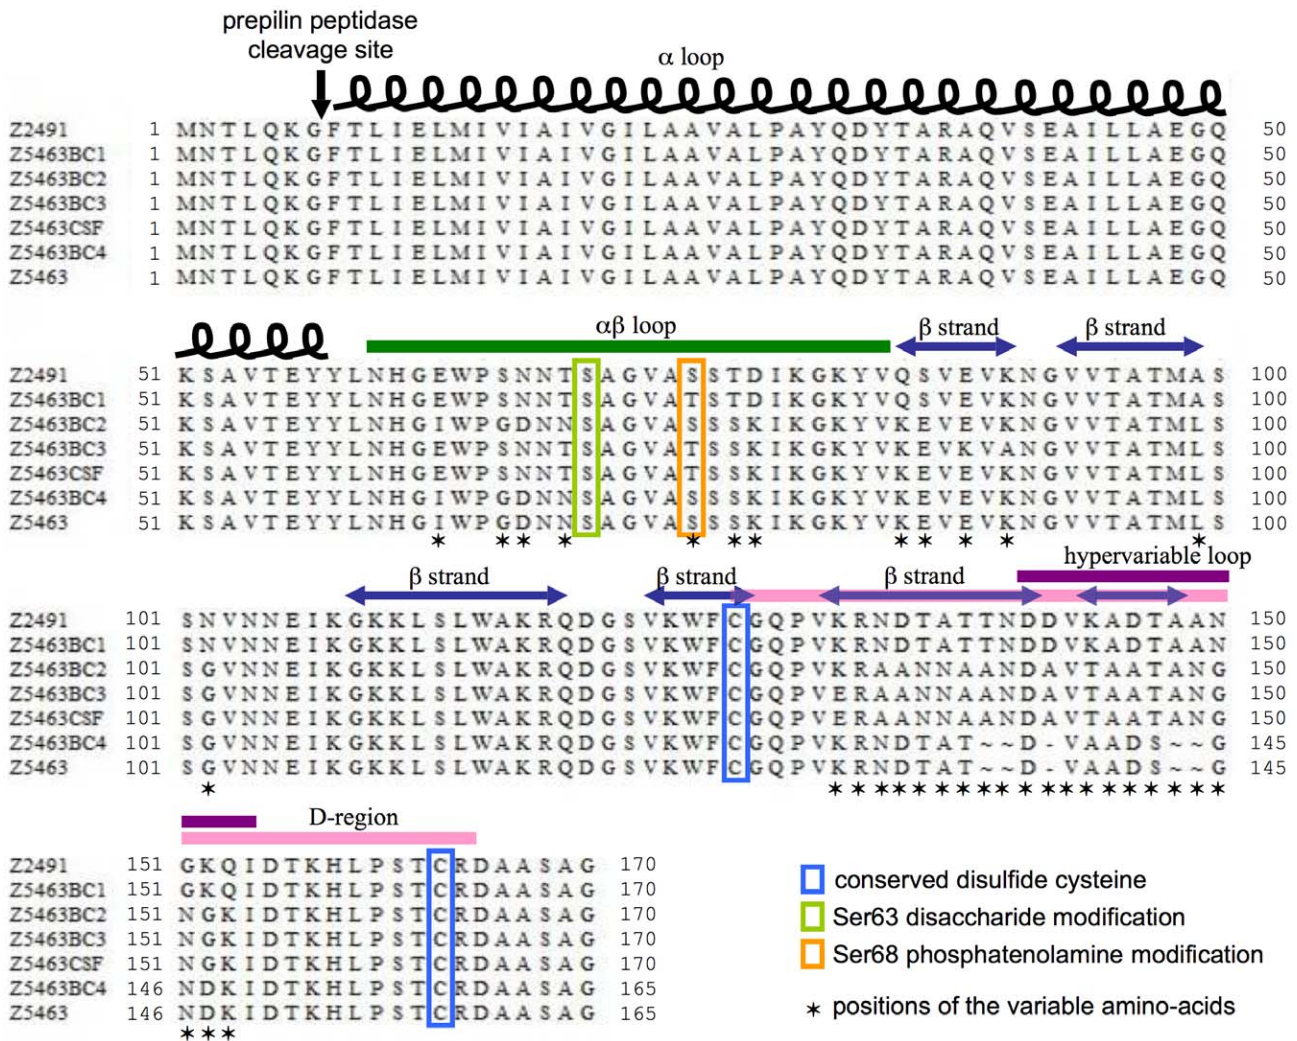 prepilin peptidase
cleavage site
α loop
Z2491 1 MNTLQKGFTLIELMIVIAIVGILAAVALPAYQDYTARAQVSEAILLAEGQ 50
Z5463BC1 1 MNTLQKGFTLIELMIVIAIVGILAAVALPAYQDYTARAQVSEAILLAEGQ 50
Z5463BC2 1 MNTLQKGFTLIELMIVIAIVGILAAVALPAYQDYTARAQVSEAILLAEGQ 50
Z5463BC3 1 MNTLQKGFTLIELMIVIAIVGILAAVALPAYQDYTARAQVSEAILLAEGQ 50
Z5463CSF 1 MNTLQKGFTLIELMIVIAIVGILAAVALPAYQDYTARAQVSEAILLAEGQ 50
Z5463BC4 1 MNTLQKGFTLIELMIVIAIVGILAAVALPAYQDYTARAQVSEAILLAEGQ 50
Z5463 1 MNTLQKGFTLIELMIVIAIVGILAAVALPAYQDYTARAQVSEAILLAEGQ 50
αβ loop β strand β strand
Z2491 51 KSAVTEYYLNHGEWPSNNTSAGVASSTDIKGKYVQSVEVKNGVVTATMAS 100
Z5463BC1 51 KSAVTEYYLNHGEWPSNNTSAGVATSTDIKGKYVQSVEVKNGVVTATMAS 100
Z5463BC2 51 KSAVTEYYLNHGIWPGDNNSAGVASSSKIKGKYVKEVEVKNGVVTATMLS 100
Z5463BC3 51 KSAVTEYYLNHGEWPSNNTSAGVATSSKIKGKYVKEVKVANGVVTATMLS 100
Z5463CSF 51 KSAVTEYYLNHGEWPSNNTSAGVATSSKIKGKYVKEVEVKNGVVTATMLS 100
Z5463BC4 51 KSAVTEYYLNHGIWPGDNNSAGVASSSKIKGKYVKEVEVKNGVVTATMLS 100
Z5463 51 KSAVTEYYLNHGIWPGDNNSAGVASSSKIKGKYVKEVEVKNGVVTATMLS 100
* * * * * * * * * * * *
hypervariable loop
β strand β strand β strand
Z2491 101 SNVNNEIKGKKLSLWAKRQDGSVKWFCGQPVKRNDTATTNDDVKADTAAN 150
Z5463BC1 101 SNVNNEIKGKKLSLWAKRQDGSVKWFCGQPVKRNDTATTNDDVKADTAAN 150
Z5463BC2 101 SGVNNEIKGKKLSLWAKRQDGSVKWFCGQPVKRAANNAANDAVTAATANG 150
Z5463BC3 101 SGVNNEIKGKKLSLWAKRQDGSVKWFCGQPVERAANNAANDAVTAATANG 150
Z5463CSF 101 SGVNNEIKGKKLSLWAKRQDGSVKWFCGQPVERAANNAANDAVTAATANG 150
Z5463BC4 101 SGVNNEIKGKKLSLWAKRQDGSVKWFCGQPVKRNDTAT~~D-VAADS~~G 145
Z5463 101 SGVNNEIKGKKLSLWAKRQDGSVKWFCGQPVKRNDTAT~~D-VAADS~~G 145
* * * * * * * * * * * * * * * * * * * *
D-region
Z2491 151 GKQIDTKHLPSTCRDAASAG 170
Z5463BC1 151 GKQIDTKHLPSTCRDAASAG 170
Z5463BC2 151 NGKIDTKHLPSTCRDAASAG 170
Z5463BC3 151 NGKIDTKHLPSTCRDAASAG 170
Z5463CSF 151 NGKIDTKHLPSTCRDAASAG 170
Z5463BC4 146 NDKIDTKHLPSTCRDAASAG 165
Z5463 146 NDKIDTKHLPSTCRDAASAG 165
* * *
conserved disulfide cysteine
Ser63 disaccharide modification
Ser68 phosphatenolamine modification
* positions of the variable amino-acids